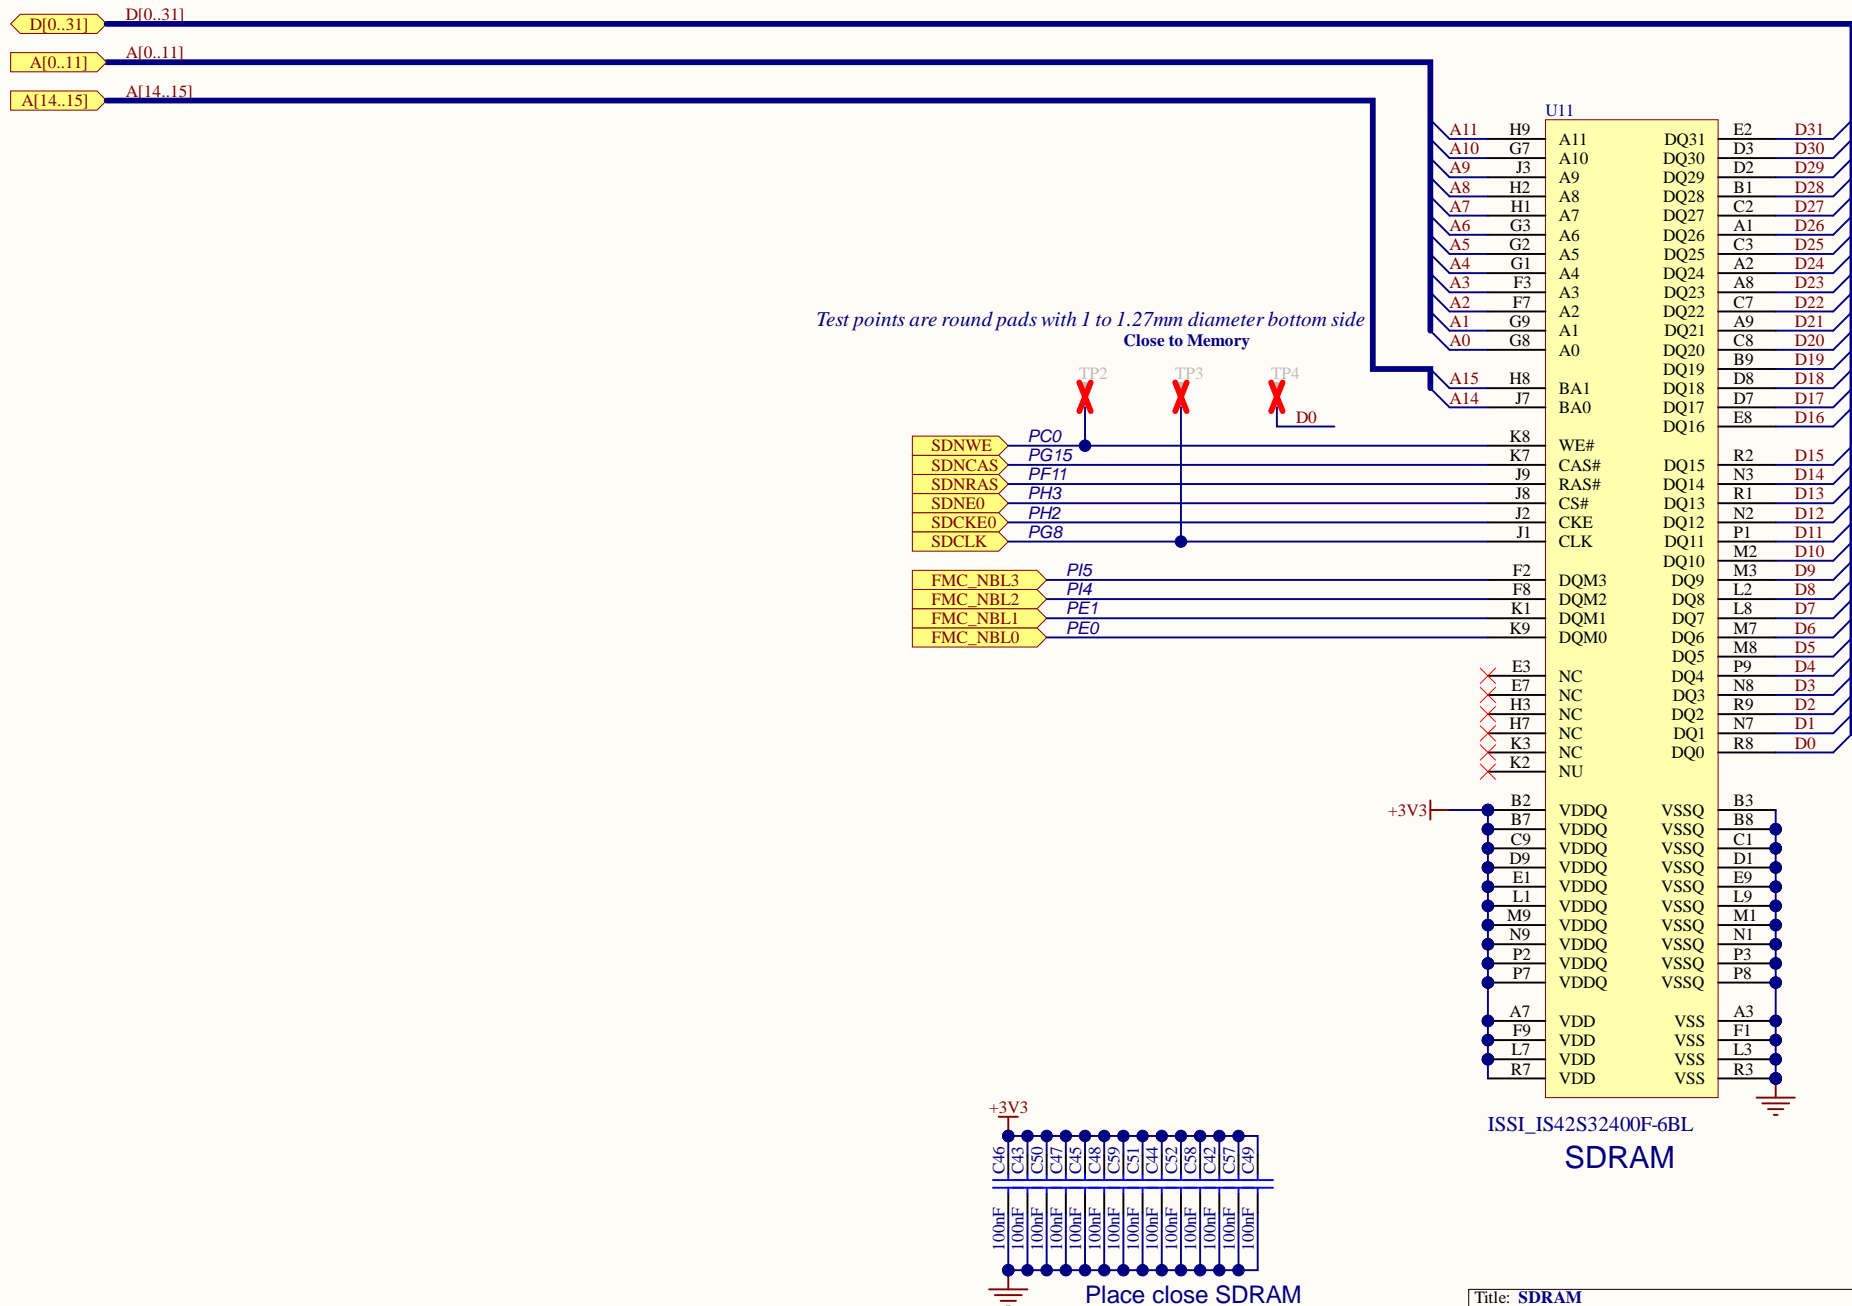 D[0..31] D[0..31]
A[0..11] A[0..11]
A[14..15] A[14..15]
U11
A11 H9 A11 DQ31 E2 D31
A10 G7 A10 DQ30 D3 D30
A9 J3 A9 DQ29 D2 D29
A8 H2 A8 DQ28 B1 D28
A7 H1 A7 DQ27 C2 D27
A6 G3 A6 DQ26 A1 D26
A5 G2 A5 DQ25 C3 D25
A4 G1 A4 DQ24 A2 D24
A3 F3 A3 DQ23 A8 D23
A2 F7 A2 DQ22 C7 D22
Test points are round pads with 1 to 1.27mm diameter bottom side
A1 G9 A1 DQ21 A9 D21
Close to Memory
A0 G8 A0 DQ20 C8 D20
DQ19 B9 D19
TP2 TP3 TP4
A15 H8 BA1 DQ18 D8 D18
A14 J7 BA0 DQ17 D7 D17
D0 DQ16 E8 D16
SDNWE PC0 K8 WE#
SDNCAS PG15 K7 CAS# DQ15 R2 D15
SDNRAS PF11 J9 RAS# DQ14 N3 D14
SDNE0 PH3 J8 CS# DQ13 R1 D13
SDCKE0 PH2 J2 CKE DQ12 N2 D12
SDCLK PG8 J1 CLK DQ11 P1 D11
DQ10 M2 D10
FMC_NBL3 PI5 F2 DQM3 DQ9 M3 D9
FMC_NBL2 PI4 F8 DQM2 DQ8 L2 D8
FMC_NBL1 PE1 K1 DQM1 DQ7 L8 D7
FMC_NBL0 PE0 K9 DQM0 DQ6 M7 D6
DQ5 M8 D5
E3 NC DQ4 P9 D4
E7 NC DQ3 N8 D3
H3 NC DQ2 R9 D2
H7 NC DQ1 N7 D1
K3 NC DQ0 R8 D0
K2 NU
+3V3 B2 VDDQ VSSQ B3
B7 VDDQ VSSQ B8
C9 VDDQ VSSQ C1
D9 VDDQ VSSQ D1
E1 VDDQ VSSQ E9
L1 VDDQ VSSQ L9
M9 VDDQ VSSQ M1
N9 VDDQ VSSQ N1
P2 VDDQ VSSQ P3
P7 VDDQ VSSQ P8
A7 VDD VSS A3
F9 VDD VSS F1
L7 VDD VSS L3
R7 VDD VSS R3
+3V3
ISSI_IS42S32400F-6BL
SDRAM
C46 C43 C50 C47 C45 C48 C59 C51 C44 C52 C58 C42 C57 C49
100nF 100nF 100nF 100nF 100nF 100nF 100nF 100nF 100nF 100nF 100nF 100nF 100nF 100nF
Place close SDRAM
Title: SDRAM